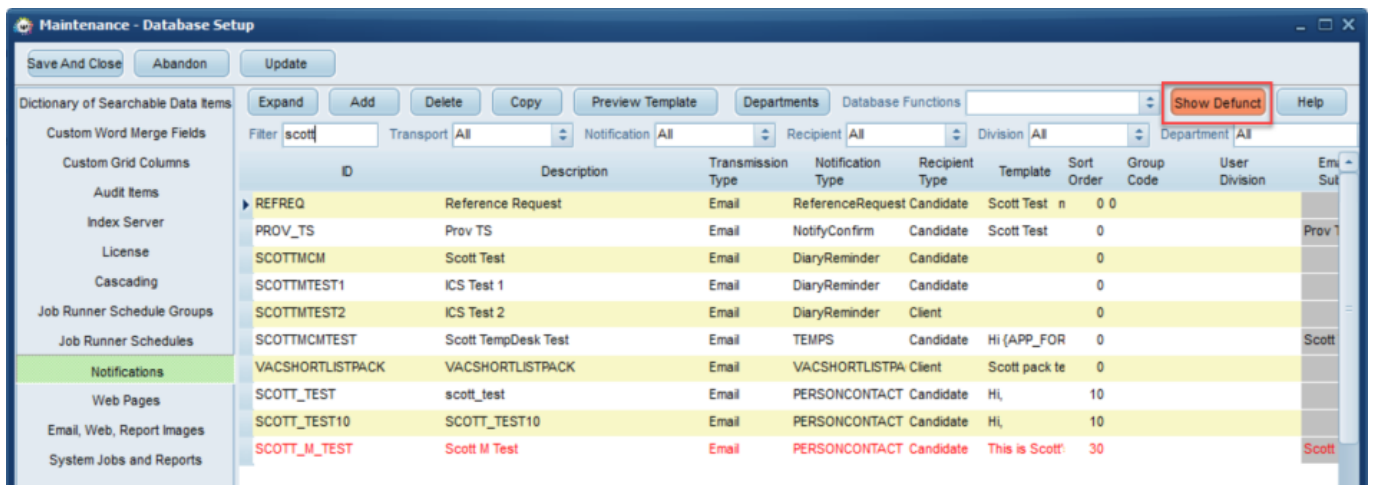 Maintenance - Database Setup
Save And Close Abandon Update
Dictionary of Searchable Data Items
Custom Word Merge Fields
Custom Grid Columns
Audit Items
Index Server
License
Cascading
Job Runner Schedule Groups
Job Runner Schedules
Notifications
Web Pages
Email, Web, Report Images
System Jobs and Reports
Expand Add Delete Copy Preview Template Departments Database Functions Show Defunct Help
Filter scott Transport All Notification All Recipient All Division All Department All
ID Description Transmission Type Notification Type Recipient Type Template Sort Order Group Code User Division Em Sut
REFREQ Reference Request Email ReferenceRequest Candidate Scott Test n 0 0
PROV_TS Prov TS Email NotifyConfirm Candidate Scott Test 0 Prov T
SCOTTMCM Scott Test Email DiaryReminder Candidate 0
SCOTTMTEST1 ICS Test 1 Email DiaryReminder Candidate 0
SCOTTMTEST2 ICS Test 2 Email DiaryReminder Client 0
SCOTTMCMTEST Scott TempDesk Test Email TEMPS Candidate Hi {APP_FOR 0 Scott
VACSHORTLISTPACK VACSHORTLISTPACK Email VACSHORTLISTPA Client Scott pack te 0
SCOTT_TEST scott_test Email PERSONCONTACT Candidate Hi, 10
SCOTT_TEST10 SCOTT_TEST10 Email PERSONCONTACT Candidate Hi, 10
SCOTT_M_TEST Scott M Test Email PERSONCONTACT Candidate This is Scott' 30 Scott